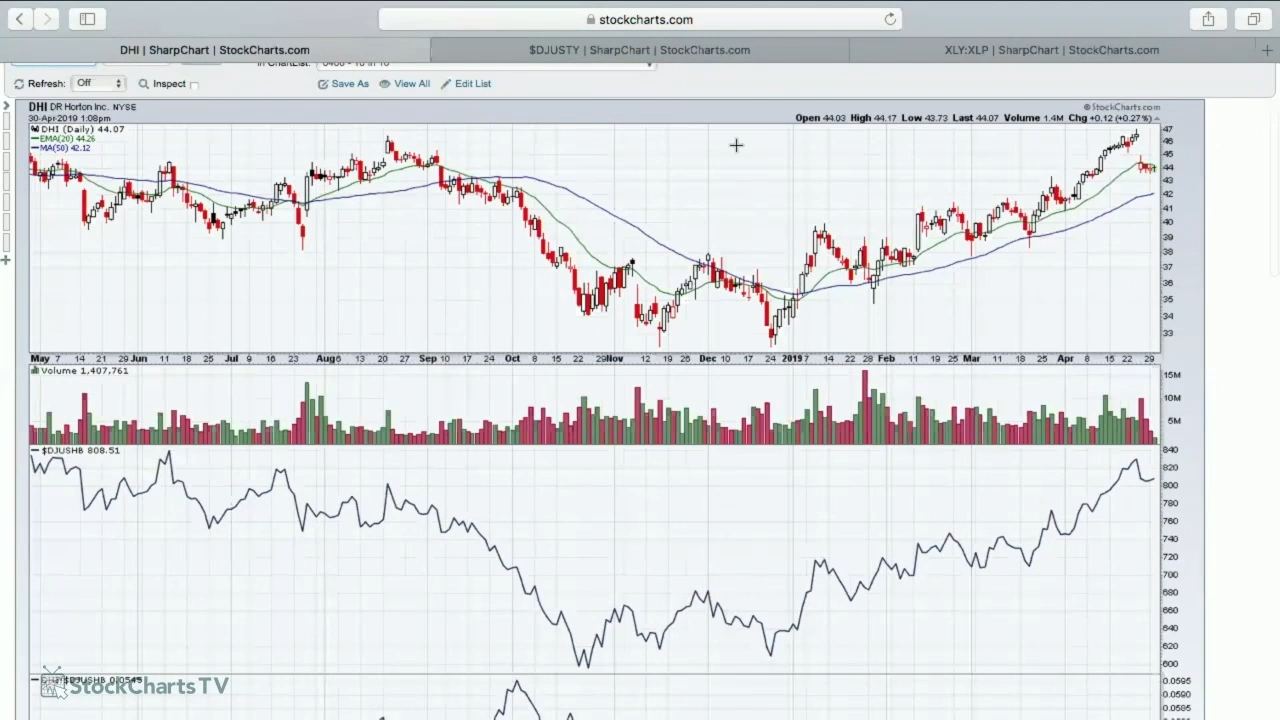 stockcharts.com
DHI | SharpChart | StockCharts.com
$DJUSTY | SharpChart | StockCharts.com
XLY:XLP | SharpChart | StockCharts.com
Refresh: Off Inspect Save As View All Edit List
DHI DR Horton Inc. NYSE
© StockCharts.com
30-Apr-2019 1:08pm
Open 44.03 High 44.17 Low 43.73 Last 44.07 Volume 1.4M Chg +0.12 (+0.27%)
DHI (Daily) 44.07
EMA(20) 44.26
MA(50) 42.12
47
46
45
44
43
42
41
40
39
38
37
36
35
34
33
May 7 14 21 29 Jun 11 18 25 Jul 9 16 23 Aug 6 13 20 27 Sep 10 17 24 Oct 8 15 22 29 Nov 12 19 26 Dec 10 17 24 2019 7 14 22 28 Feb 11 19 25 Mar 11 18 25 Apr 8 15 22 29
Volume 1,407,761
15M
10M
5M
$DJUSHB 808.51
840
820
800
780
760
740
720
700
680
660
640
620
600
$DJUSHB 0.0545
StockCharts TV
0.0595
0.0590
0.0585